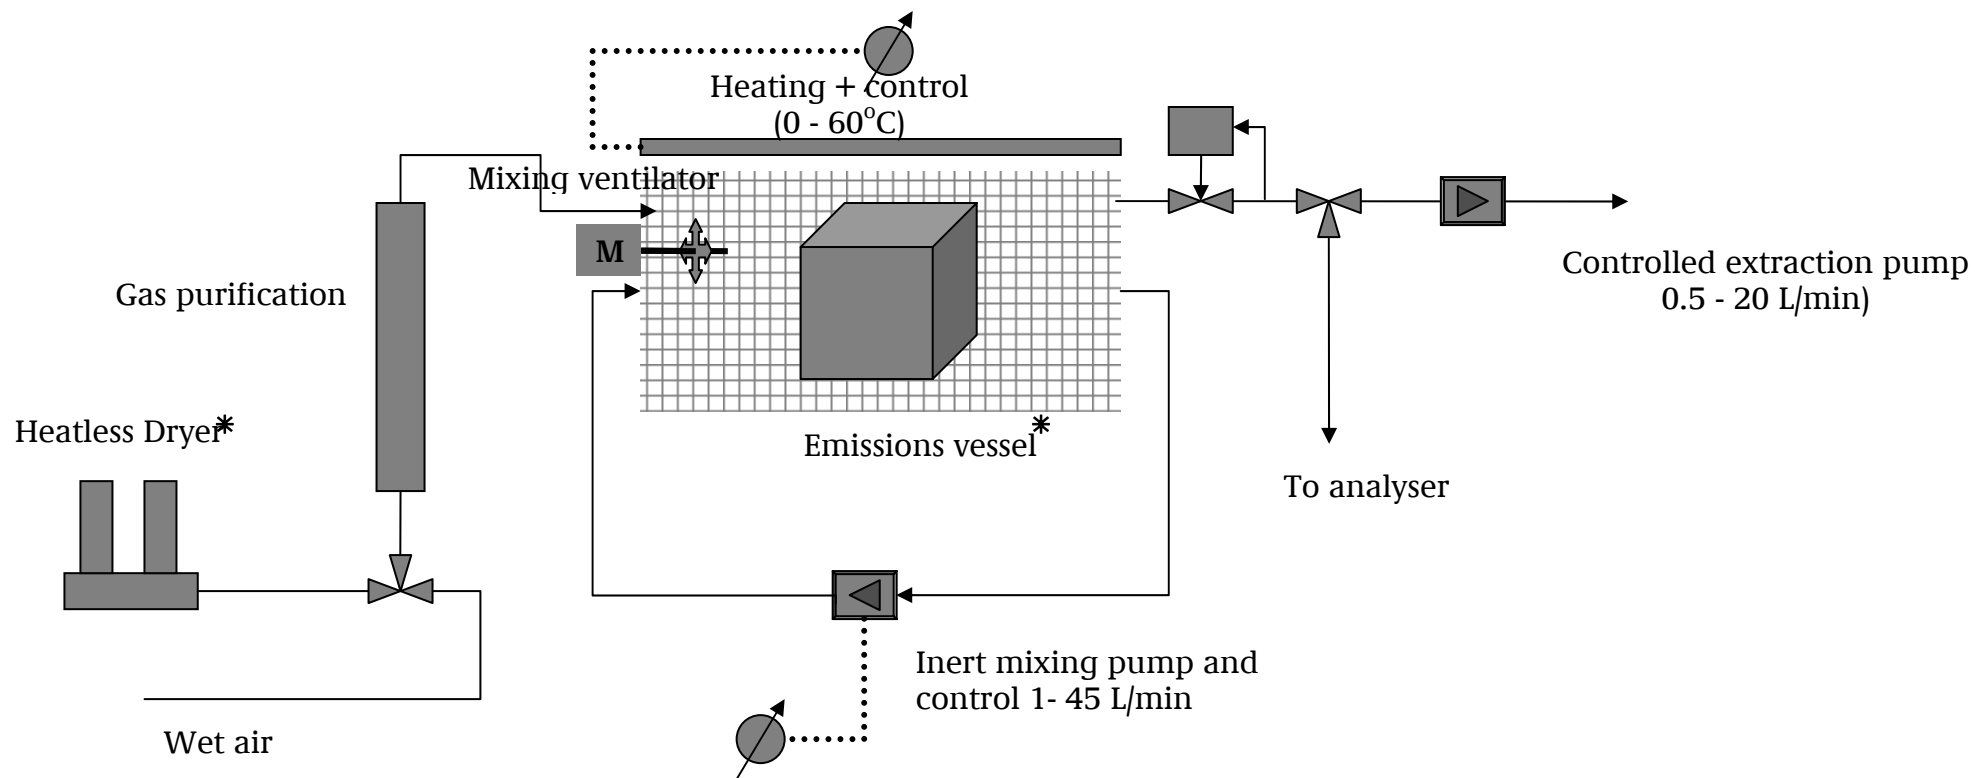 Heating + control
(0 - 60°C)
Mixing ventilator
M
Gas purification
Controlled extraction pump
0.5 - 20 L/min)
Heatless Dryer*
Emissions vessel*
To analyser
Inert mixing pump and
control 1- 45 L/min
Wet air